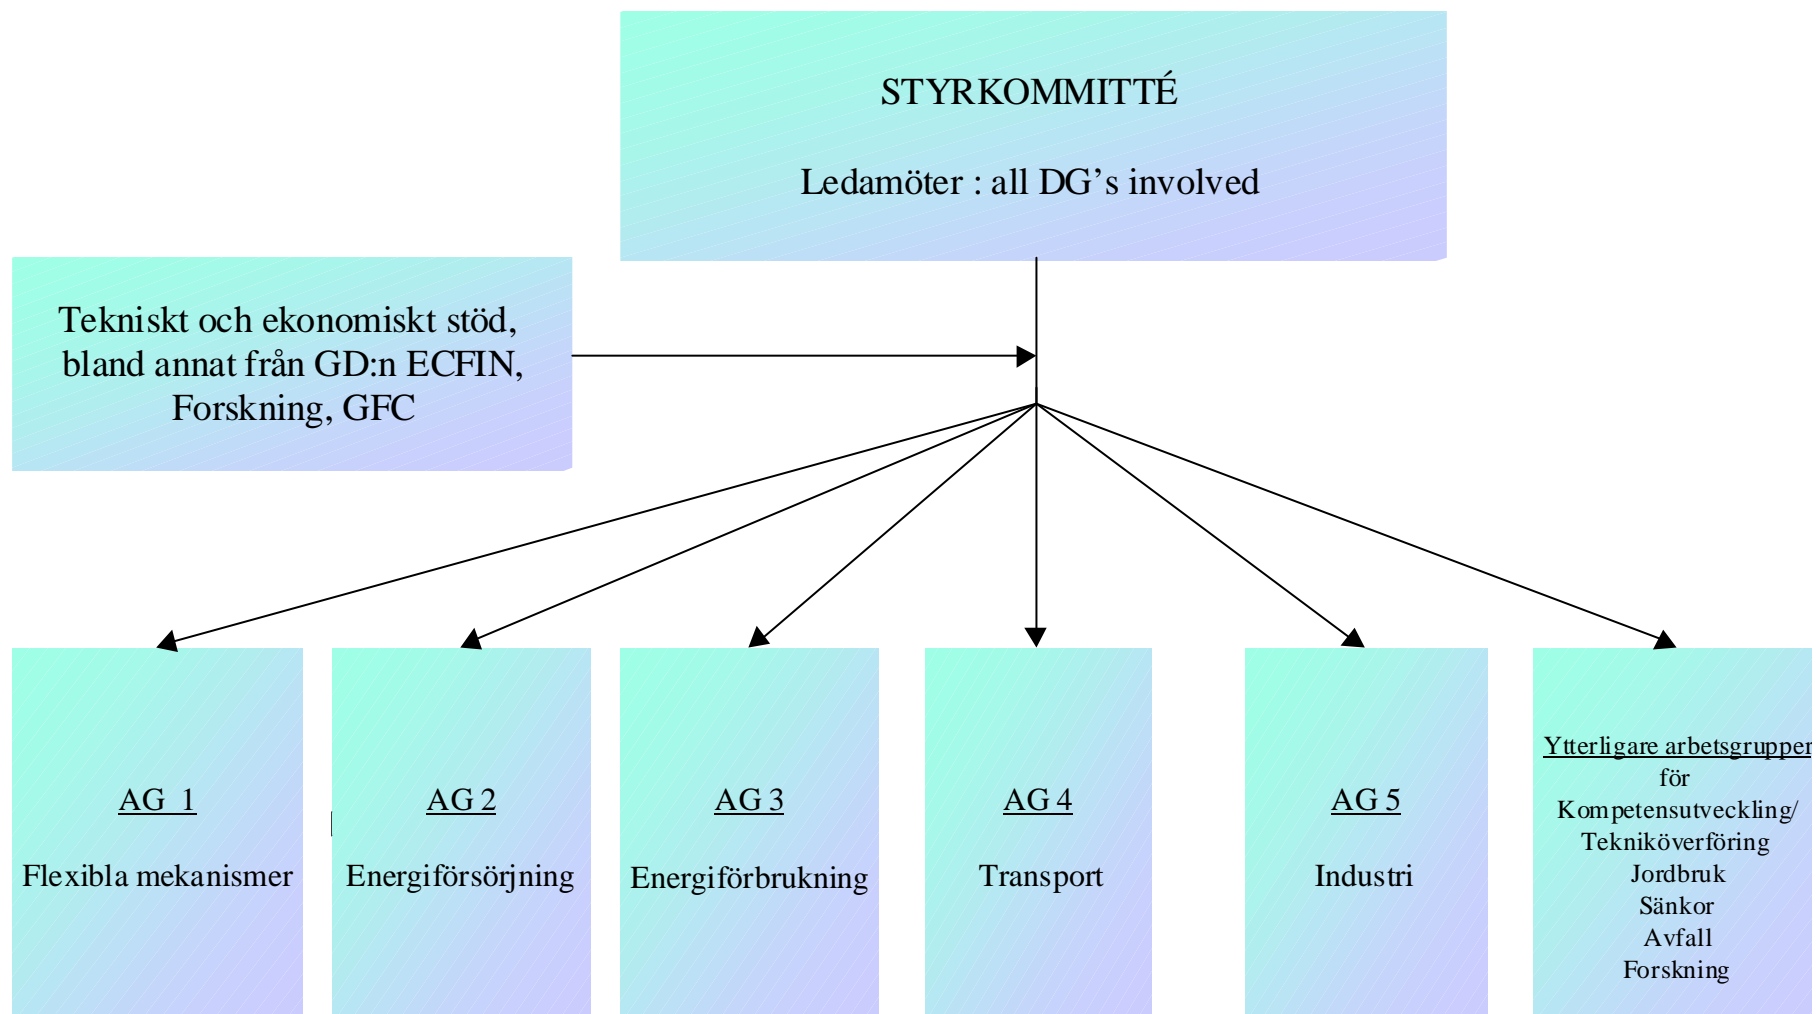 STYRKOMMITTÉ
Ledamöter : all DG’s involved
Tekniskt och ekonomiskt stöd,
bland annat från GD:n ECFIN,
Forskning, GFC
AG 1
Flexibla mekanismer
AG 2
Energiförsörjning
AG 3
Energiförbrukning
AG 4
Transport
AG 5
Industri
Ytterligare arbetsgrupper
för
Kompetensutveckling/
Tekniköverföring
Jordbruk
Sänkor
Avfall
Forskning